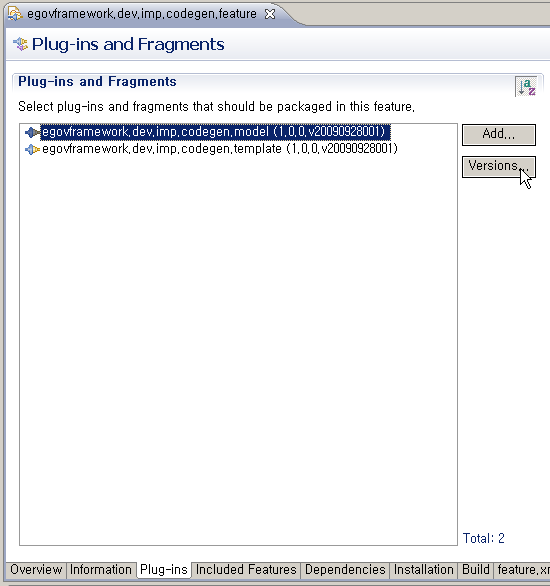 egovframework.dev.imp.codegen.feature
Plug-ins and Fragments
Plug-ins and Fragments
Select plug-ins and fragments that should be packaged in this feature.
egovframework.dev.imp.codegen.model (1.0.0.v20090928001)
egovframework.dev.imp.codegen.template (1.0.0.v20090928001)
Add...
Versions...
Total: 2
Overview Information Plug-ins Included Features Dependencies Installation Build feature.xm